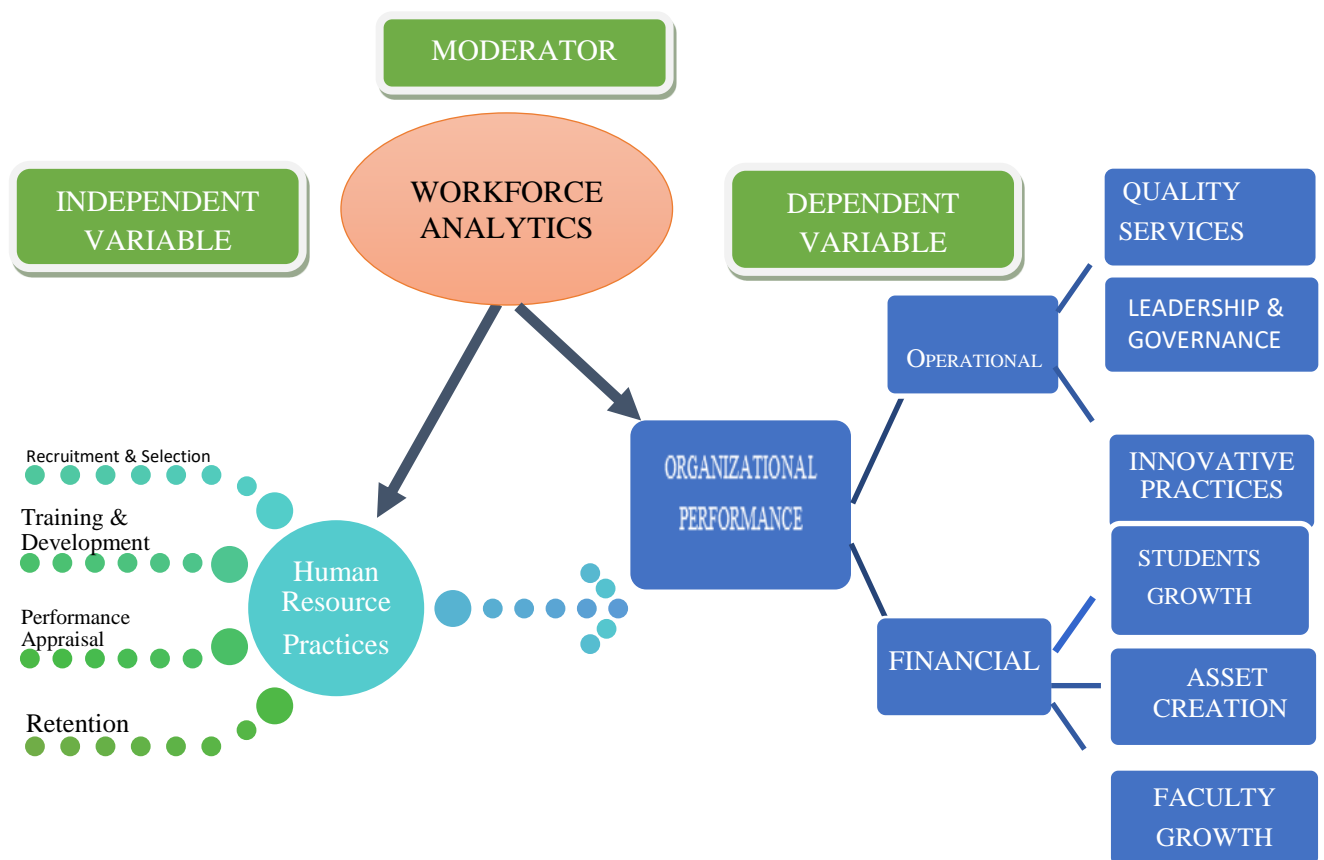 MODERATOR
INDEPENDENT
VARIABLE
WORKFORCE
ANALYTICS
DEPENDENT
VARIABLE
QUALITY
SERVICES
LEADERSHIP &
GOVERNANCE
OPERATIONAL
INNOVATIVE
PRACTICES
ORGANIZATIONAL
PERFORMANCE
Recruitment & Selection
Training &
Development
Performance
Appraisal
Retention
Human
Resource
Practices
STUDENTS
GROWTH
FINANCIAL
ASSET
CREATION
FACULTY
GROWTH